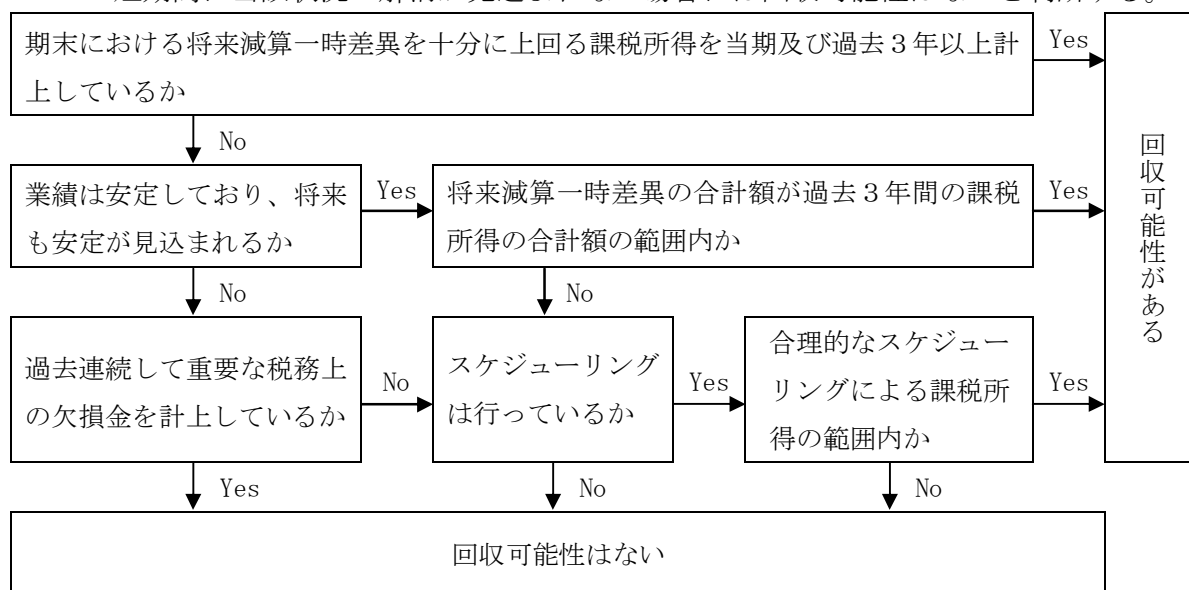 期末における将来減算一時差異を十分に上回る課税所得を当期及び過去３年以上計
上しているか
Yes
No
回収可能性がある
業績は安定しており、将来
も安定が見込まれるか
Yes
将来減算一時差異の合計額が過去３年間の課税
所得の合計額の範囲内か
Yes
No
No
過去連続して重要な税務上
の欠損金を計上しているか
No
スケジューリング
は行っているか
Yes
合理的なスケジュー
リングによる課税所
得の範囲内か
Yes
Yes
No
No
回収可能性はない